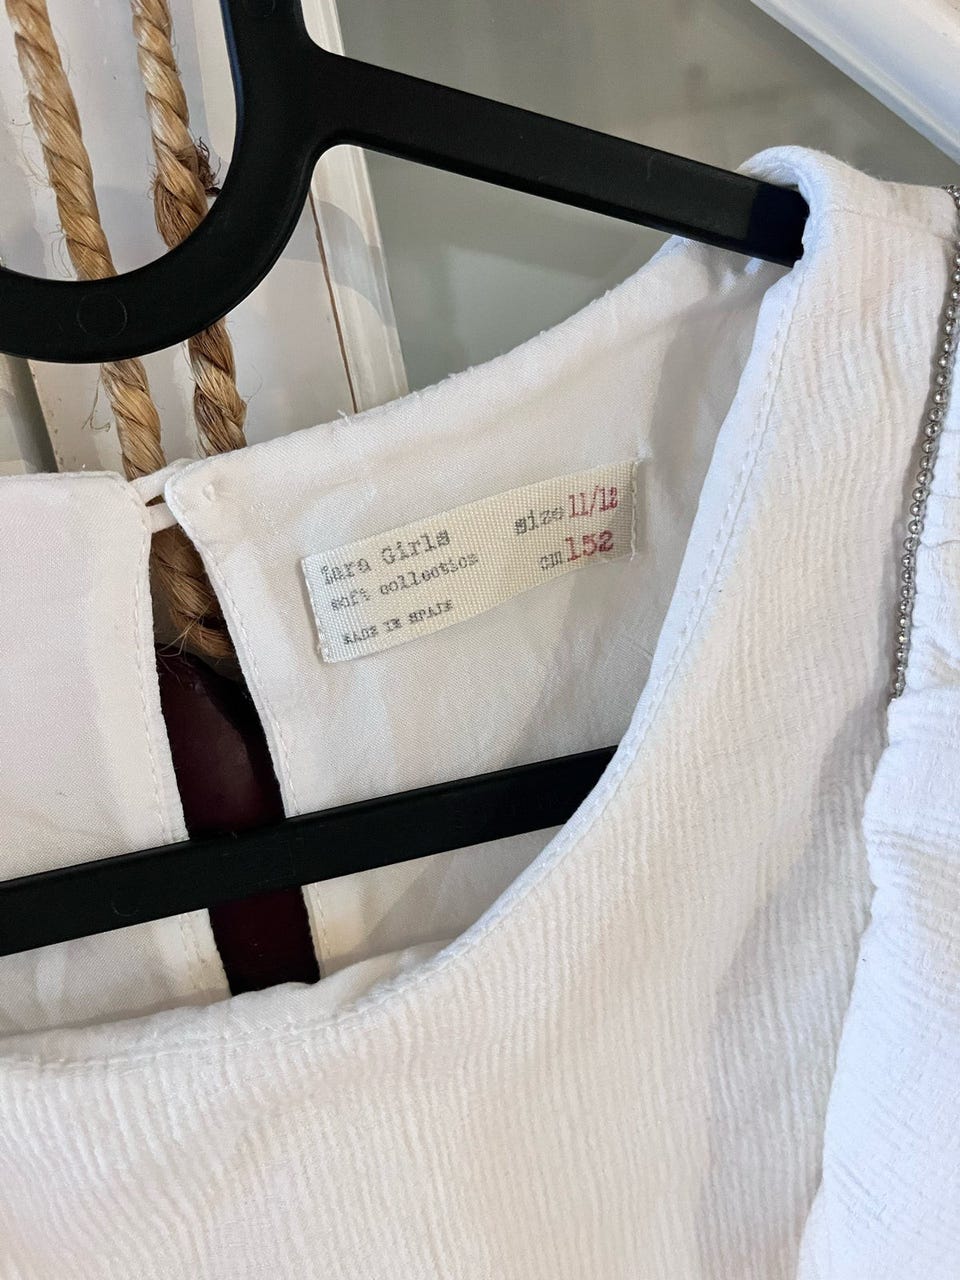 Zara Girls
soft collection
MADE IN SPAIN
size 11/12
cm 152